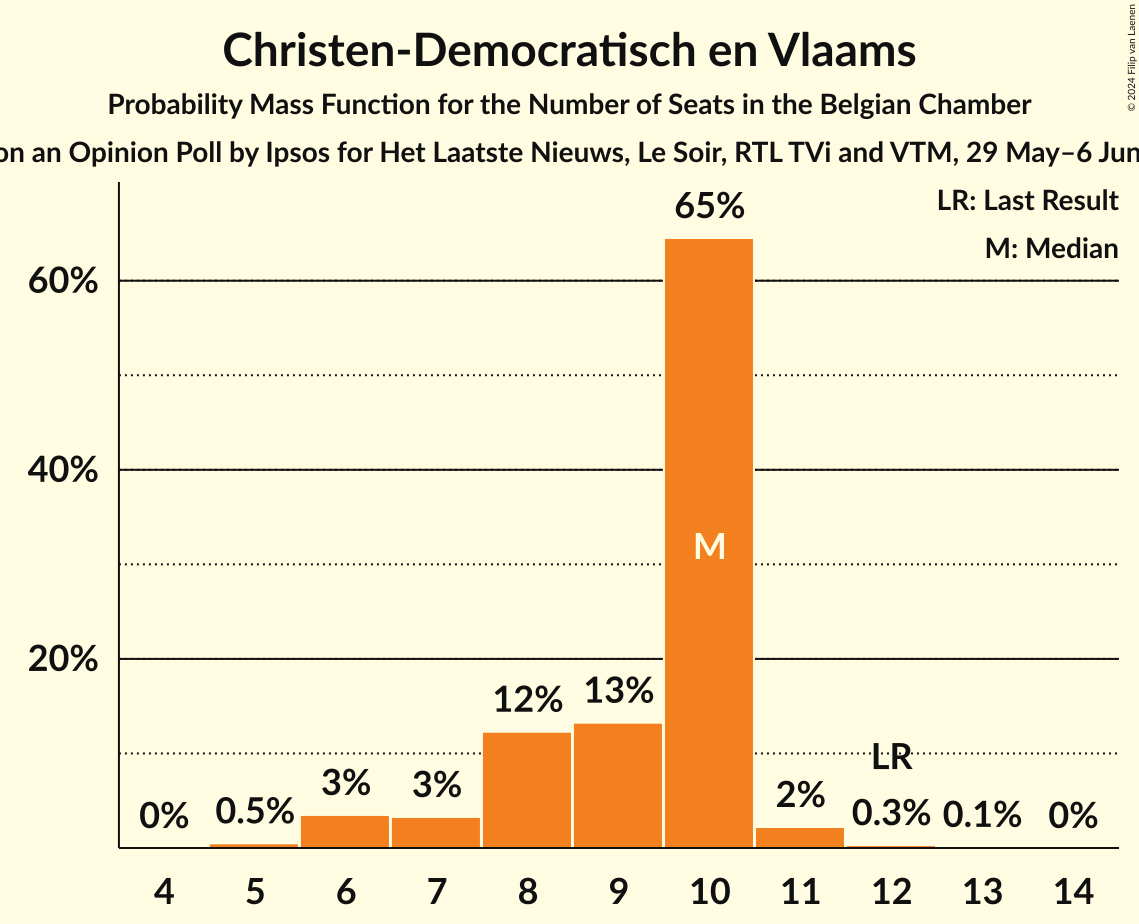 Christen-Democratisch en Vlaams
Probability Mass Function for the Number of Seats in the Belgian Chamber
on an Opinion Poll by Ipsos for Het Laatste Nieuws, Le Soir, RTL TVi and VTM, 29 May–6 Jun
© 2024 Filip van Laenen
LR: Last Result
M: Median
60%
40%
20%
0%
0.5%
3%
3%
12%
13%
65%
M
2%
LR
0.3%
0.1%
0%
4 5 6 7 8 9 10 11 12 13 14